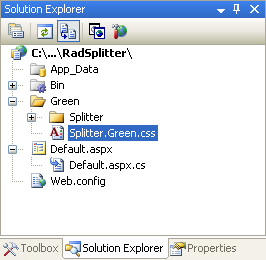 Solution Explorer
C:\...\RadSplitter\
App_Data
Bin
Green
Splitter
Splitter.Green.css
Default.aspx
Default.aspx.cs
Web.config
Toolbox Solution Explorer Properties